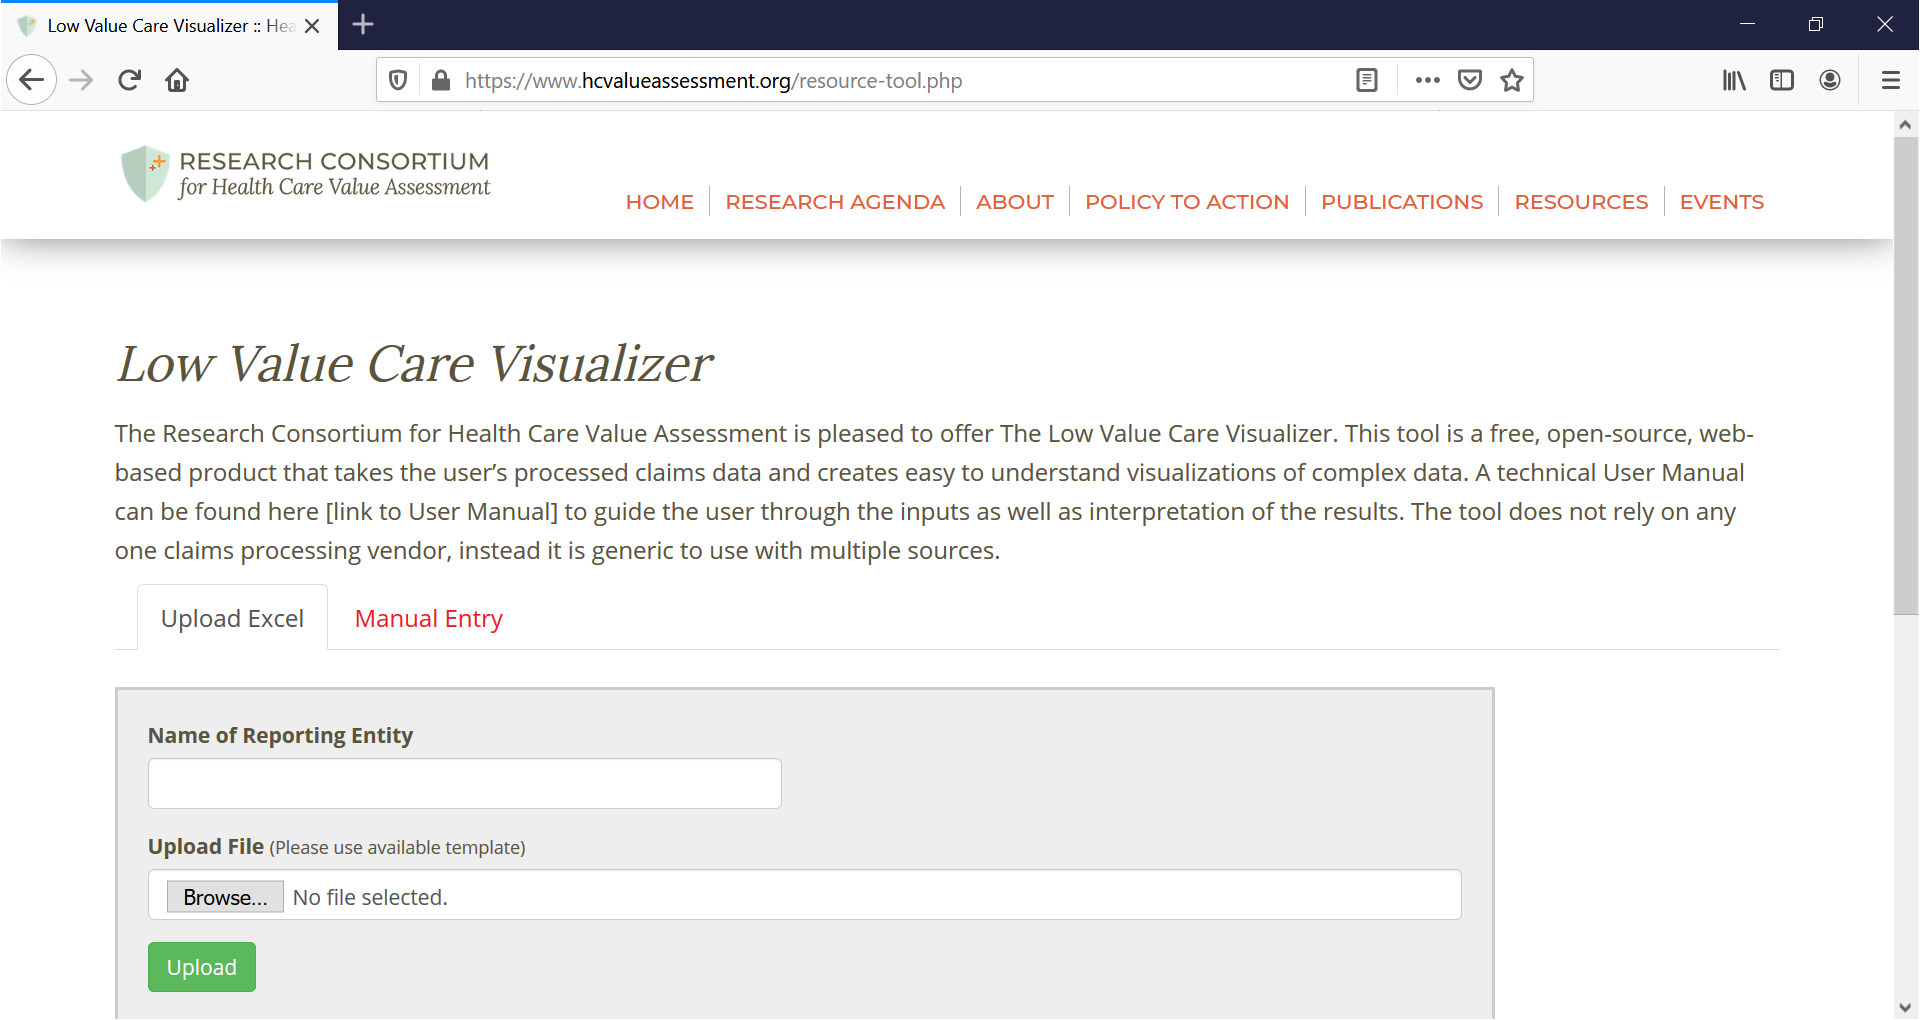 Low Value Care Visualizer :: Hea
https://www.hcvalueassessment.org/resource-tool.php
RESEARCH CONSORTIUM
for Health Care Value Assessment
HOME
RESEARCH AGENDA
ABOUT
POLICY TO ACTION
PUBLICATIONS
RESOURCES
EVENTS
Low Value Care Visualizer
The Research Consortium for Health Care Value Assessment is pleased to offer The Low Value Care Visualizer. This tool is a free, open-source, web-
based product that takes the user’s processed claims data and creates easy to understand visualizations of complex data. A technical User Manual
can be found here [link to User Manual] to guide the user through the inputs as well as interpretation of the results. The tool does not rely on any
one claims processing vendor, instead it is generic to use with multiple sources.
Upload Excel
Manual Entry
Name of Reporting Entity
Upload File (Please use available template)
Browse... No file selected.
Upload